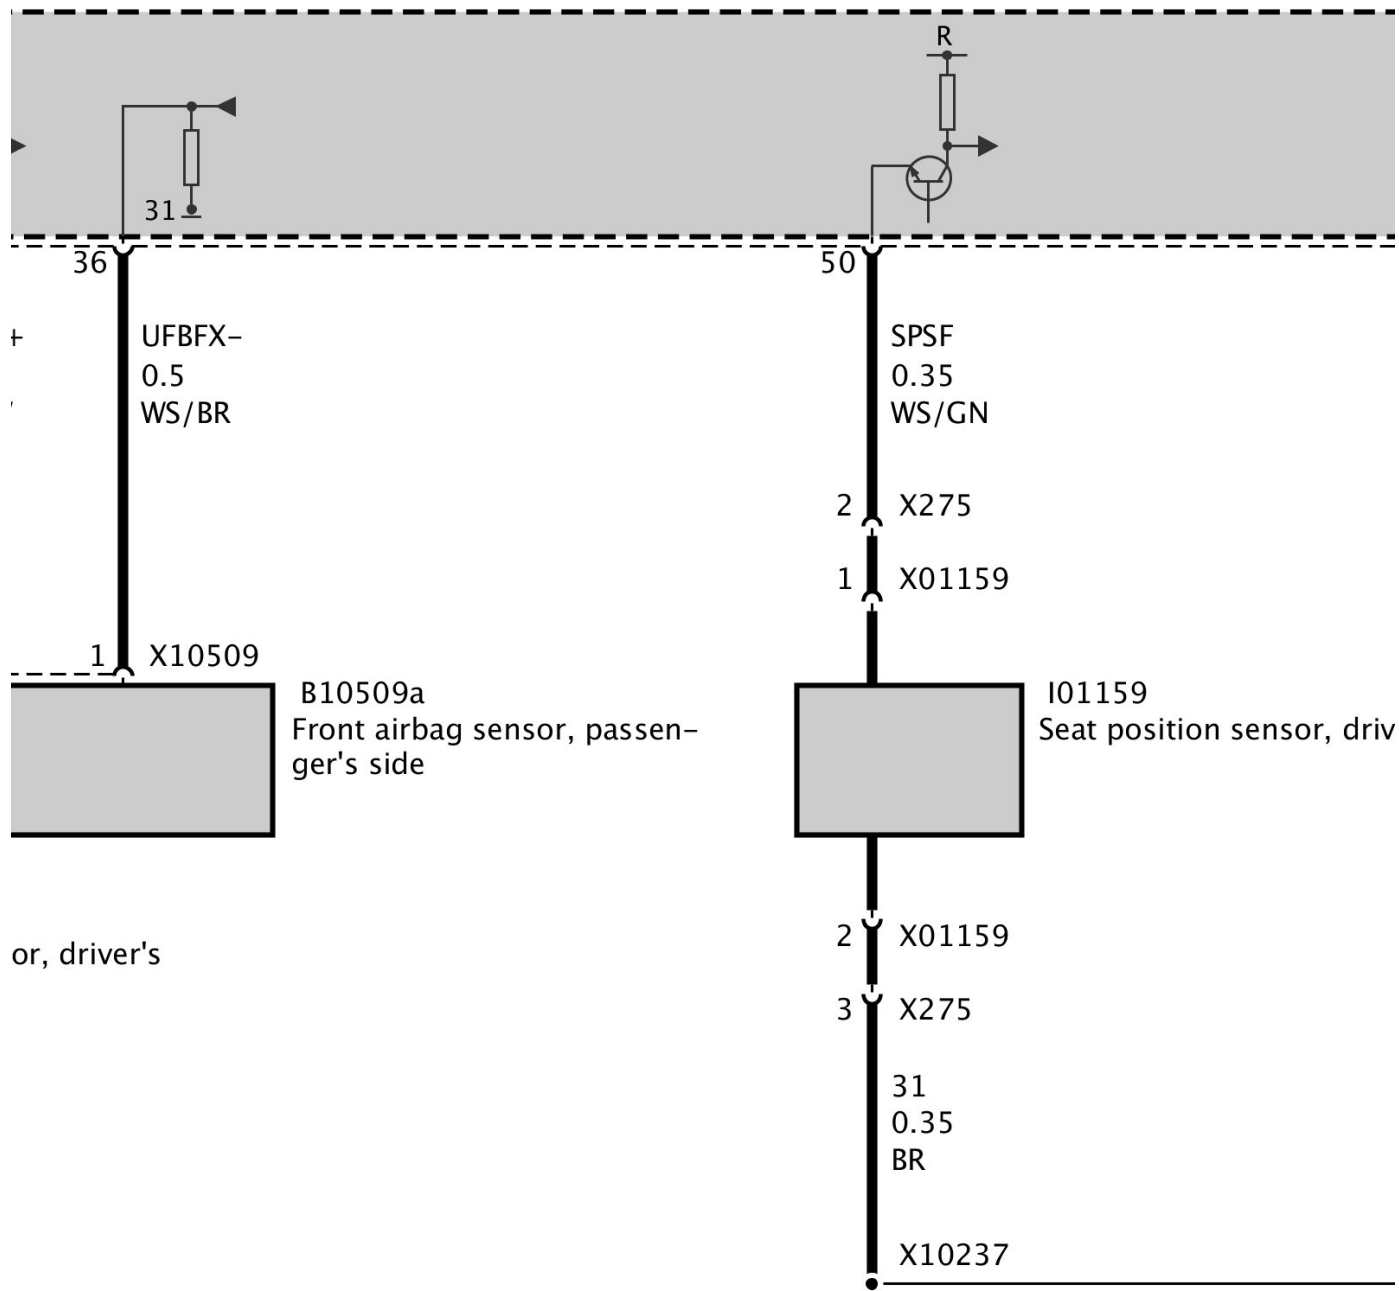 R
31
36
50
+
UFBFX-
0.5
WS/BR
SPSF
0.35
WS/GN
2 X275
1 X01159
1 X10509
B10509a
Front airbag sensor, passen-
ger's side
I01159
Seat position sensor, driv
or, driver's
2 X01159
3 X275
31
0.35
BR
X10237